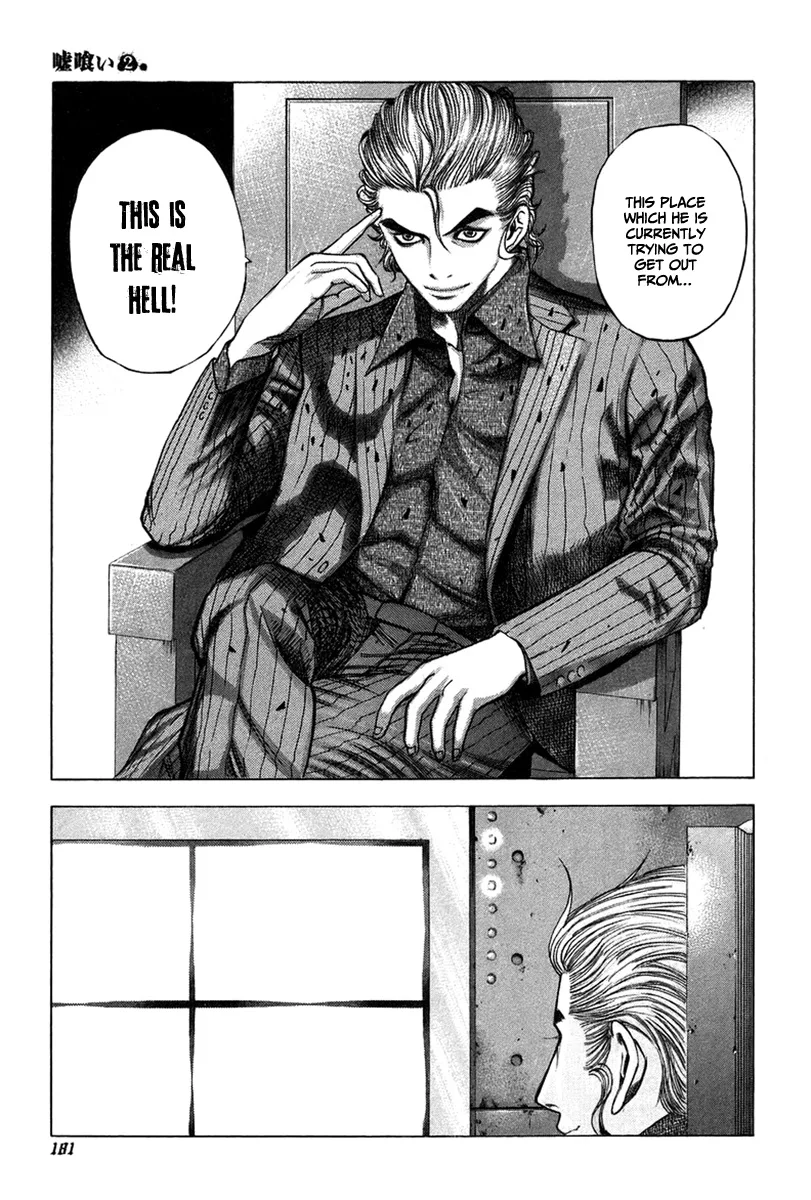 嘘喰い2.
THIS PLACE
WHICH HE IS
CURRENTLY
TRYING TO
GET OUT
FROM...
THIS IS
THE REAL
HELL!
181